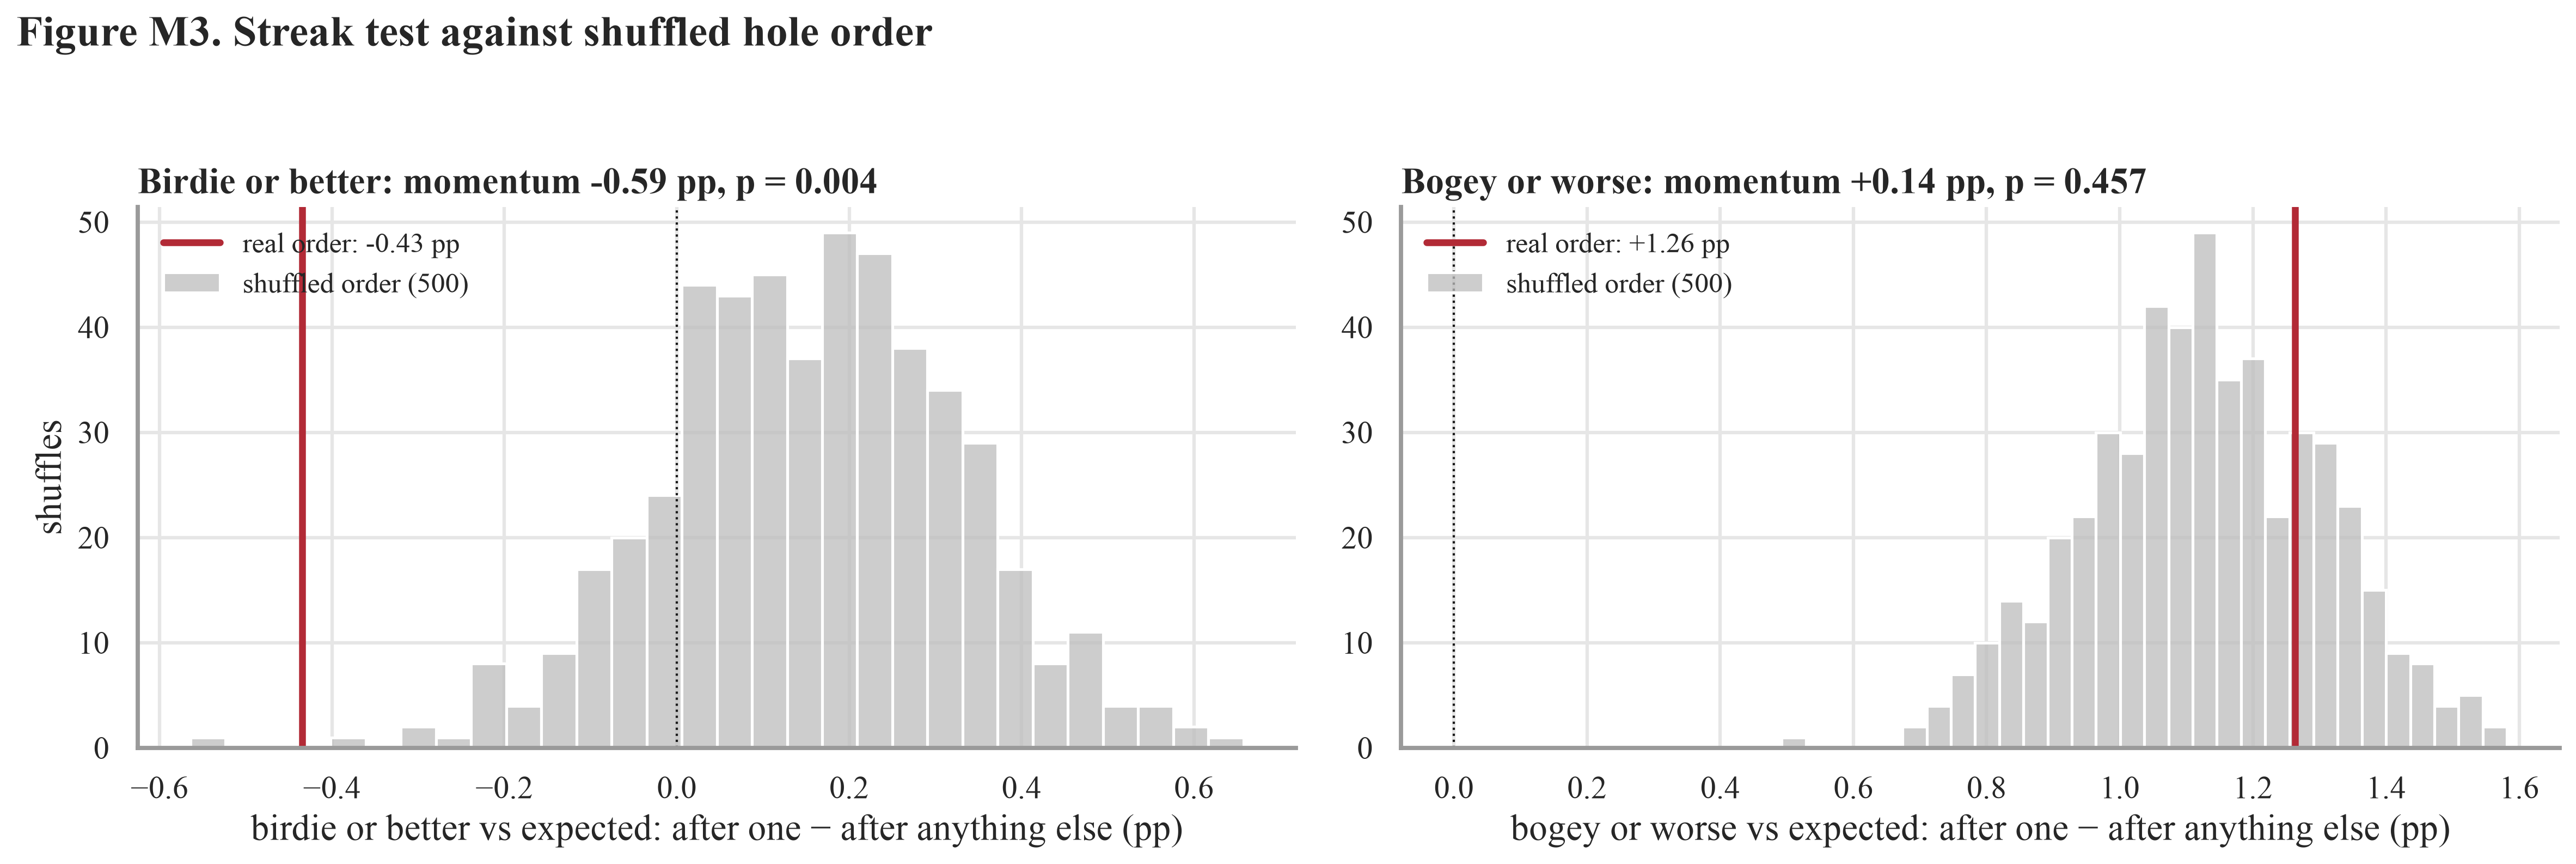 Figure M3. Streak test against shuffled hole order
Birdie or better: momentum -0.59 pp, p = 0.004
real order: -0.43 pp
shuffled order (500)
50
40
30
20
10
0
shuffles
−0.6
−0.4
−0.2
0.0
0.2
0.4
0.6
birdie or better vs expected: after one − after anything else (pp)
Bogey or worse: momentum +0.14 pp, p = 0.457
real order: +1.26 pp
shuffled order (500)
50
40
30
20
10
0
0.0
0.2
0.4
0.6
0.8
1.0
1.2
1.4
1.6
bogey or worse vs expected: after one − after anything else (pp)